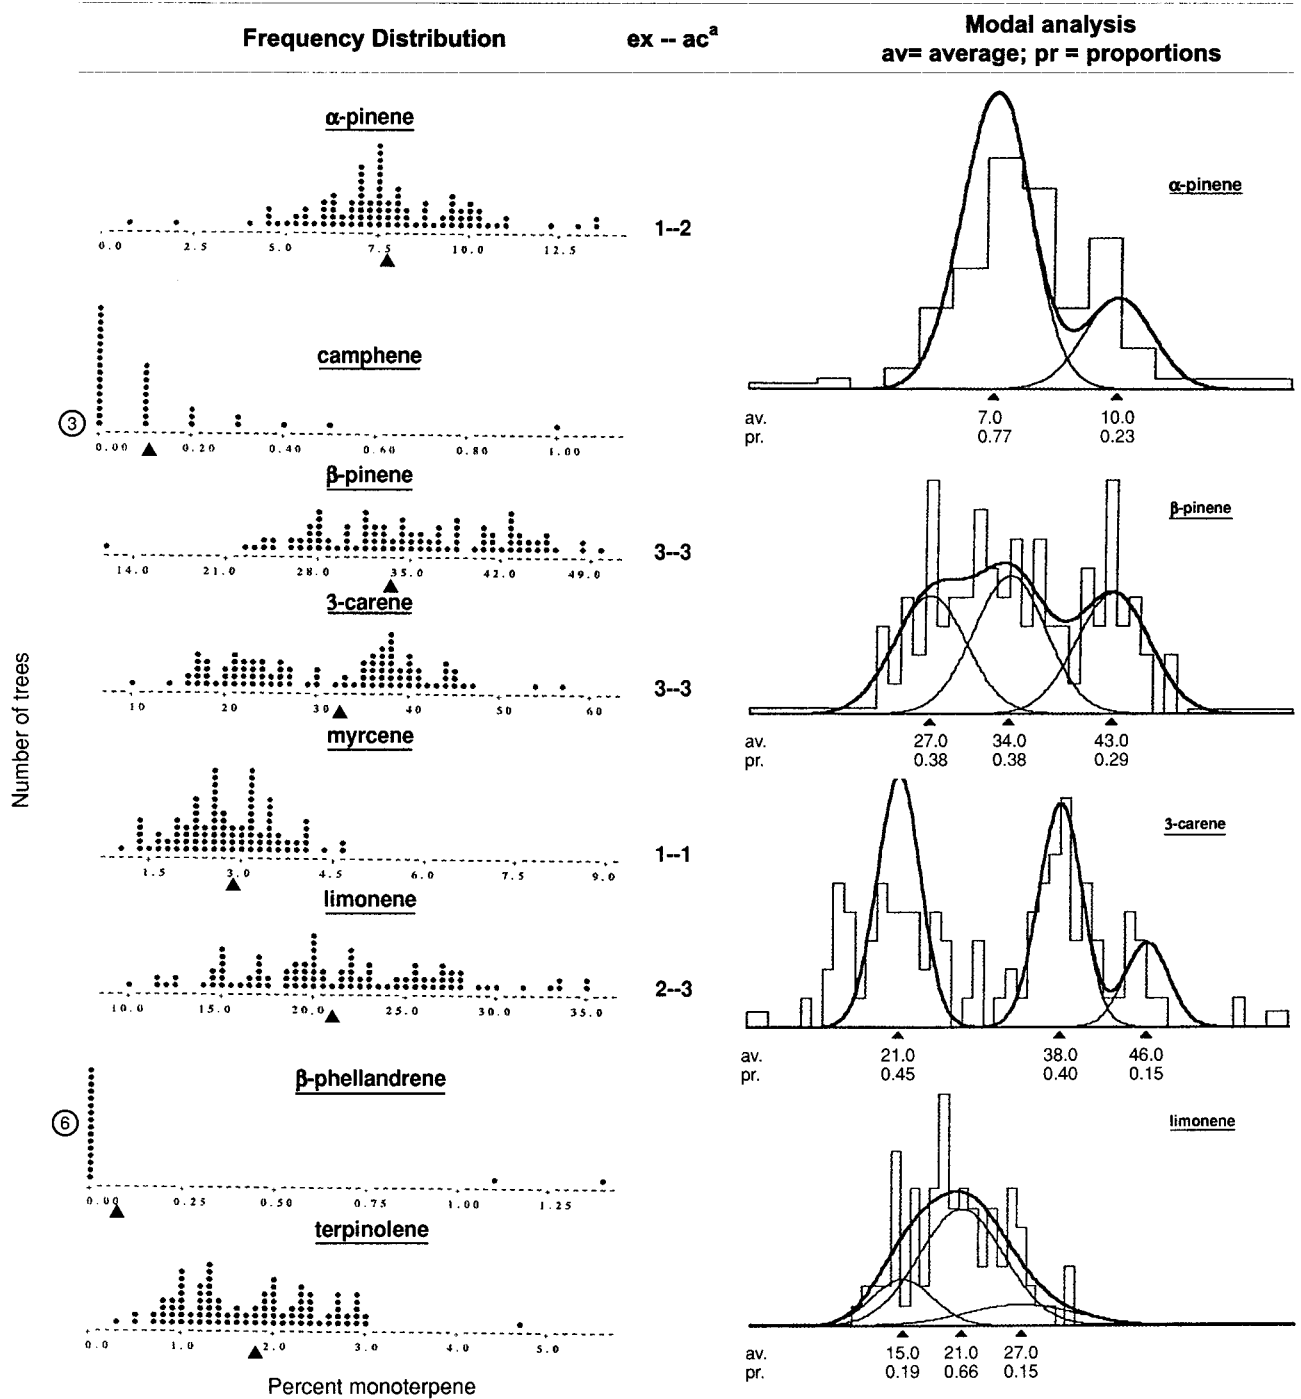 Frequency Distribution ex -- acᵃ Modal analysis
av= average; pr = proportions
α-pinene
0.0 2.5 5.0 7.5 10.0 12.5
1--2
camphene
3
0.00 0.20 0.40 0.60 0.80 1.00
β-pinene
14.0 21.0 28.0 35.0 42.0 49.0
3--3
3-carene
10 20 30 40 50 60
3--3
myrcene
1.5 3.0 4.5 6.0 7.5 9.0
1--1
limonene
10.0 15.0 20.0 25.0 30.0 35.0
2--3
β-phellandrene
6
0.00 0.25 0.50 0.75 1.00 1.25
terpinolene
0.0 1.0 2.0 3.0 4.0 5.0
Percent monoterpene
Number of trees
α-pinene
av. 7.0 10.0
pr. 0.77 0.23
β-pinene
av. 27.0 34.0 43.0
pr. 0.38 0.38 0.29
3-carene
av. 21.0 38.0 46.0
pr. 0.45 0.40 0.15
limonene
av. 15.0 21.0 27.0
pr. 0.19 0.66 0.15